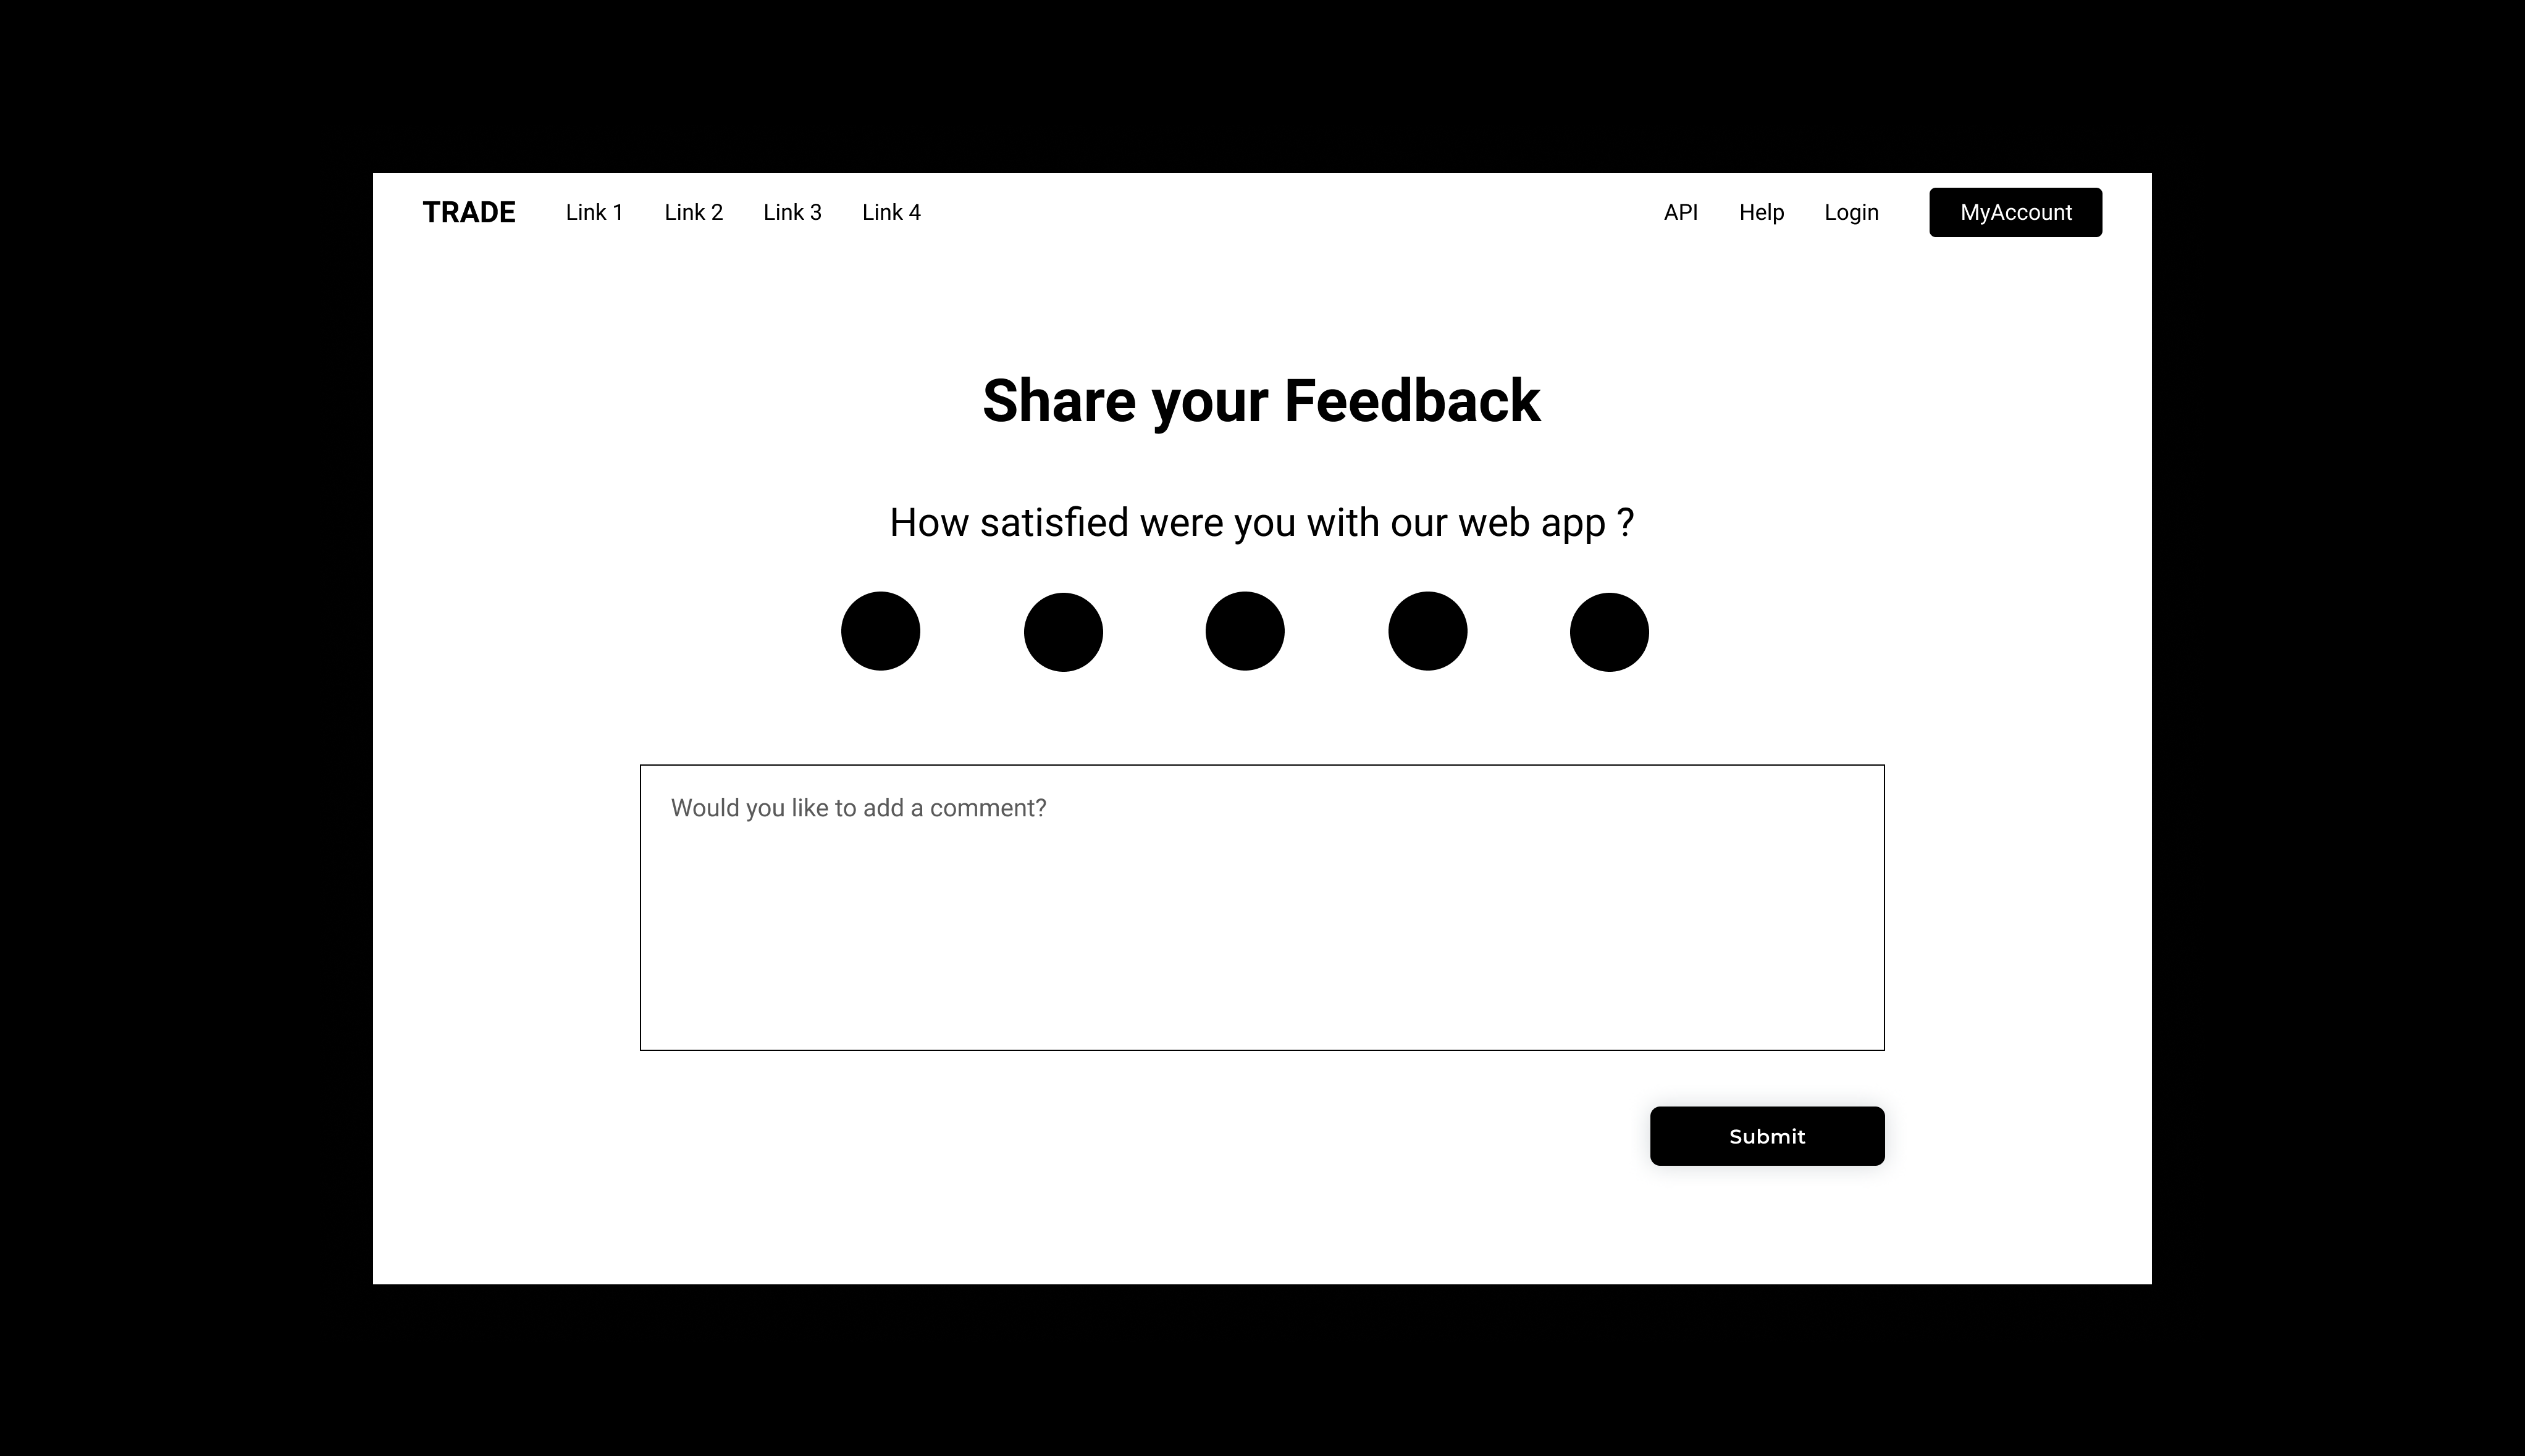 TRADE Link 1 Link 2 Link 3 Link 4 API Help Login MyAccount
Share your Feedback
How satisfied were you with our web app ?
Would you like to add a comment?
Submit